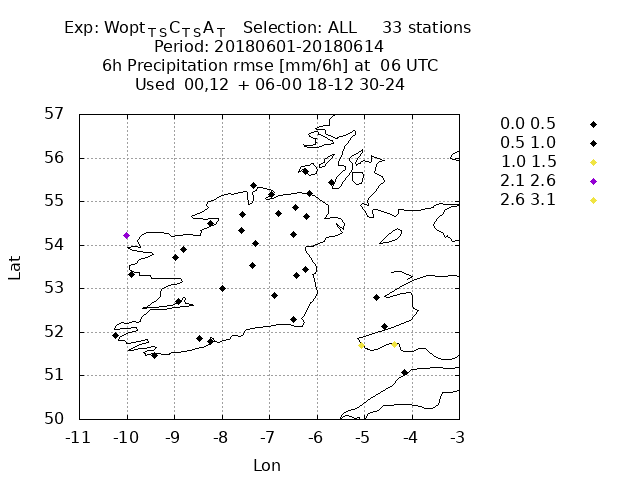 Exp: Wopt_TS C_TS A_T Selection: ALL 33 stations
Period: 20180601-20180614
6h Precipitation rmse [mm/6h] at 06 UTC
Used 00,12 + 06-00 18-12 30-24
57
56
55
54
53
52
51
50
Lat
-11 -10 -9 -8 -7 -6 -5 -4 -3
Lon
0.0 0.5
0.5 1.0
1.0 1.5
2.1 2.6
2.6 3.1